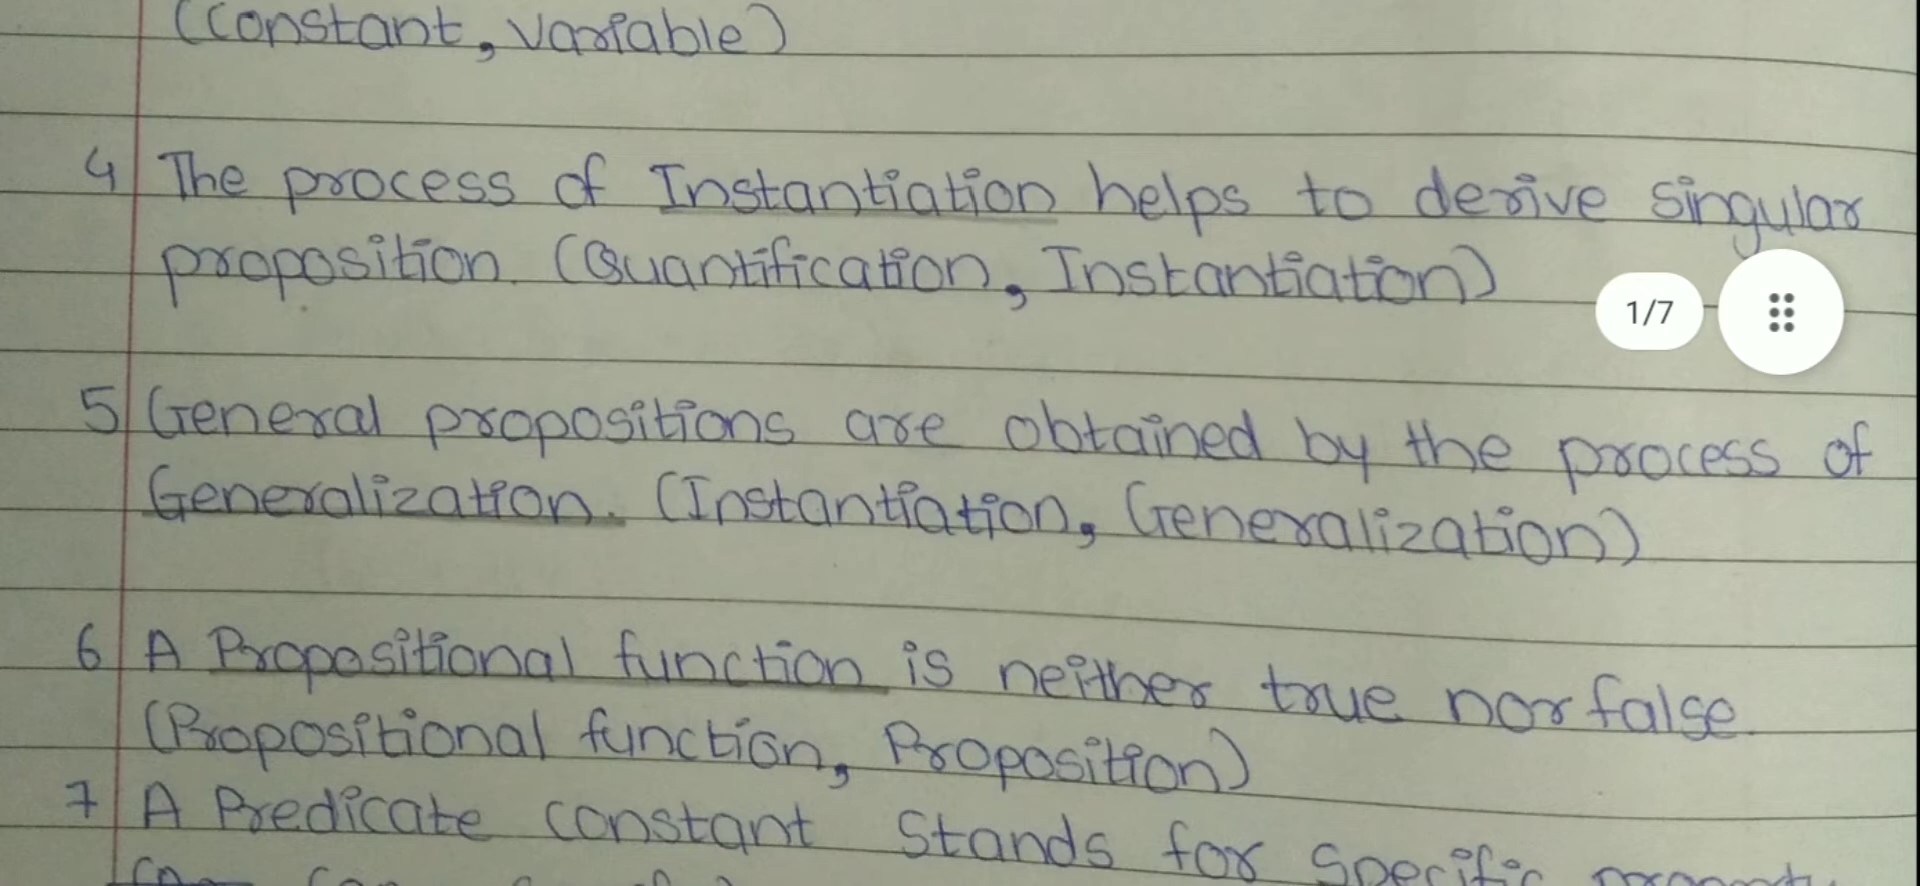 (Constant, Variable)
4 The process of Instantiation helps to derive singular
proposition. (Quantification, Instantiation)
1/7
5 General propositions are obtained by the process of
Generalization. (Instantiation, Generalization)
6 A Propositional function is neither true nor false.
(Propositional function, Proposition)
7 A Predicate constant stands for specific